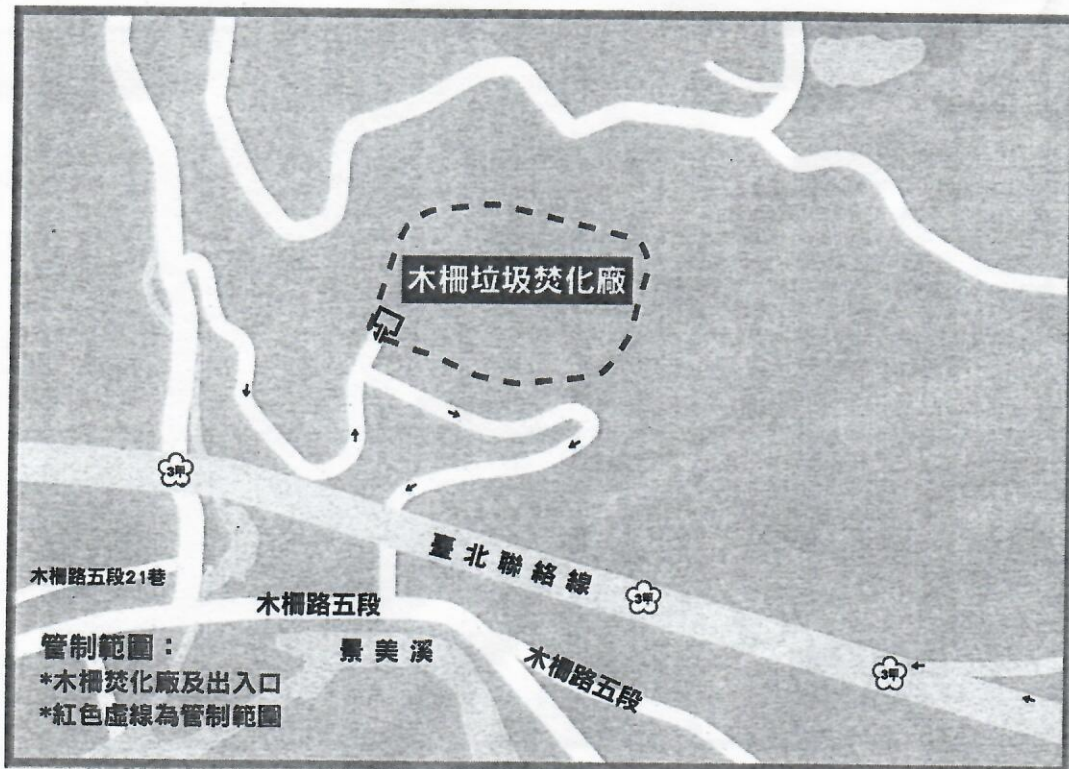 木柵垃圾焚化廠
3甲
臺北聯絡線
3甲
3甲
木柵路五段21巷
木柵路五段
景美溪
木柵路五段
管制範圍：
*木柵焚化廠及出入口
*紅色虛線為管制範圍